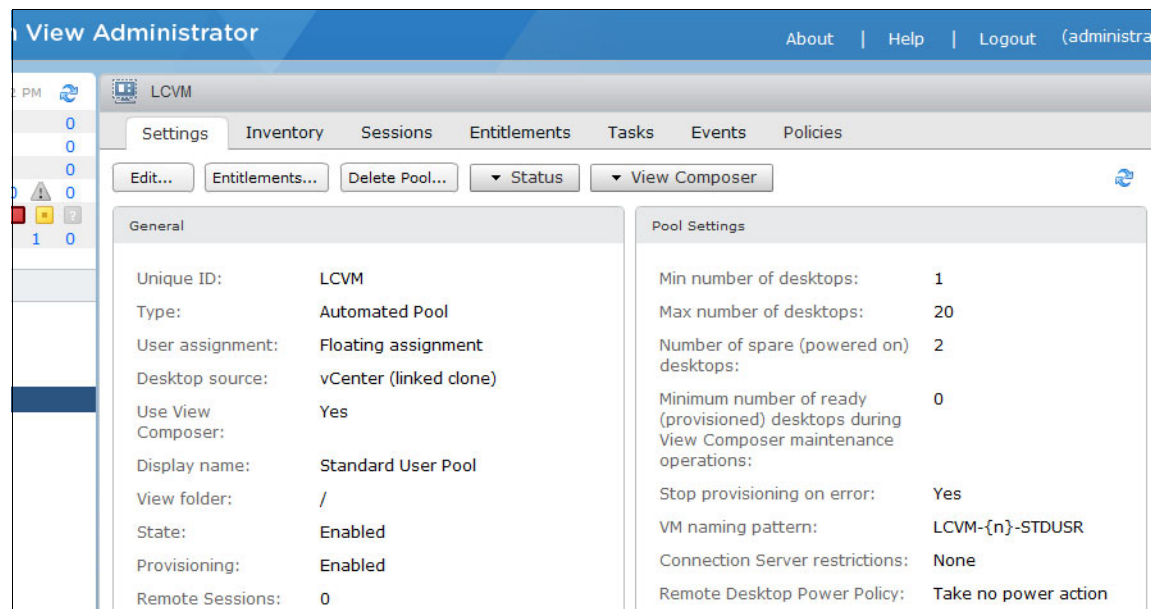 View Administrator
About | Help | Logout (administra
2 PM
LCVM
0
0
0
0
1 0
Settings Inventory Sessions Entitlements Tasks Events Policies
Edit... Entitlements... Delete Pool... Status View Composer
General
Unique ID: LCVM
Type: Automated Pool
User assignment: Floating assignment
Desktop source: vCenter (linked clone)
Use View
Composer: Yes
Display name: Standard User Pool
View folder: /
State: Enabled
Provisioning: Enabled
Remote Sessions: 0
Pool Settings
Min number of desktops: 1
Max number of desktops: 20
Number of spare (powered on) 2
desktops:
Minimum number of ready 0
(provisioned) desktops during
View Composer maintenance
operations:
Stop provisioning on error: Yes
VM naming pattern: LCVM-{n}-STDUSR
Connection Server restrictions: None
Remote Desktop Power Policy: Take no power action